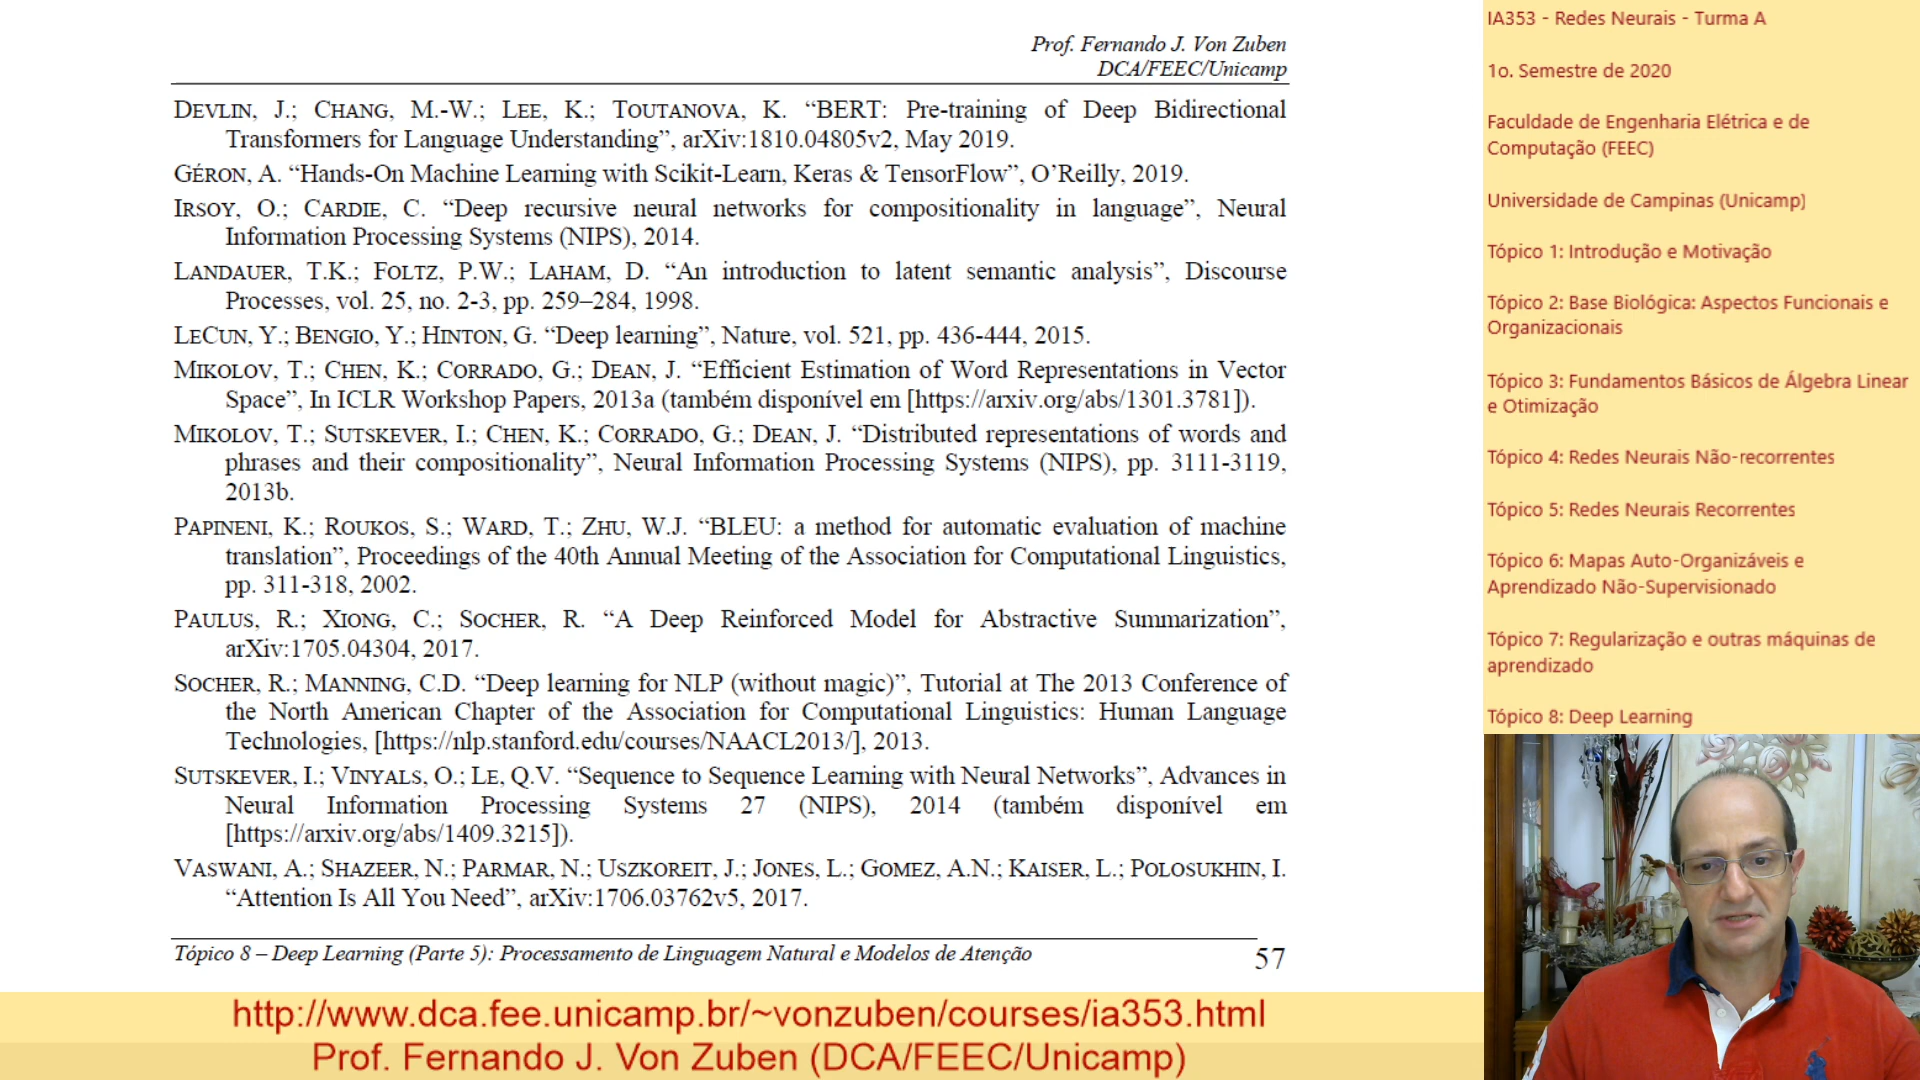 Prof. Fernando J. Von Zuben
DCA/FEEC/Unicamp
DEVLIN, J.; CHANG, M.-W.; LEE, K.; TOUTANOVA, K. “BERT: Pre-training of Deep Bidirectional
Transformers for Language Understanding”, arXiv:1810.04805v2, May 2019.
GÉRON, A. “Hands-On Machine Learning with Scikit-Learn, Keras & TensorFlow”, O’Reilly, 2019.
IRSOY, O.; CARDIE, C. “Deep recursive neural networks for compositionality in language”, Neural
Information Processing Systems (NIPS), 2014.
LANDAUER, T.K.; FOLTZ, P.W.; LAHAM, D. “An introduction to latent semantic analysis”, Discourse
Processes, vol. 25, no. 2-3, pp. 259–284, 1998.
LECUN, Y.; BENGIO, Y.; HINTON, G. “Deep learning”, Nature, vol. 521, pp. 436-444, 2015.
MIKOLOV, T.; CHEN, K.; CORRADO, G.; DEAN, J. “Efficient Estimation of Word Representations in Vector
Space”, In ICLR Workshop Papers, 2013a (também disponível em [https://arxiv.org/abs/1301.3781]).
MIKOLOV, T.; SUTSKEVER, I.; CHEN, K.; CORRADO, G.; DEAN, J. “Distributed representations of words and
phrases and their compositionality”, Neural Information Processing Systems (NIPS), pp. 3111-3119,
2013b.
PAPINENI, K.; ROUKOS, S.; WARD, T.; ZHU, W.J. “BLEU: a method for automatic evaluation of machine
translation”, Proceedings of the 40th Annual Meeting of the Association for Computational Linguistics,
pp. 311-318, 2002.
PAULUS, R.; XIONG, C.; SOCHER, R. “A Deep Reinforced Model for Abstractive Summarization”,
arXiv:1705.04304, 2017.
SOCHER, R.; MANNING, C.D. “Deep learning for NLP (without magic)”, Tutorial at The 2013 Conference of
the North American Chapter of the Association for Computational Linguistics: Human Language
Technologies, [https://nlp.stanford.edu/courses/NAACL2013/], 2013.
SUTSKEVER, I.; VINYALS, O.; LE, Q.V. “Sequence to Sequence Learning with Neural Networks”, Advances in
Neural Information Processing Systems 27 (NIPS), 2014 (também disponível em
[https://arxiv.org/abs/1409.3215]).
VASWANI, A.; SHAZEER, N.; PARMAR, N.; USZKOREIT, J.; JONES, L.; GOMEZ, A.N.; KAISER, L.; POLOSUKHIN, I.
“Attention Is All You Need”, arXiv:1706.03762v5, 2017.
Tópico 8 – Deep Learning (Parte 5): Processamento de Linguagem Natural e Modelos de Atenção
57
http://www.dca.fee.unicamp.br/~vonzuben/courses/ia353.html
Prof. Fernando J. Von Zuben (DCA/FEEC/Unicamp)
IA353 - Redes Neurais - Turma A
1o. Semestre de 2020
Faculdade de Engenharia Elétrica e de
Computação (FEEC)
Universidade de Campinas (Unicamp)
Tópico 1: Introdução e Motivação
Tópico 2: Base Biológica: Aspectos Funcionais e
Organizacionais
Tópico 3: Fundamentos Básicos de Álgebra Linear
e Otimização
Tópico 4: Redes Neurais Não-recorrentes
Tópico 5: Redes Neurais Recorrentes
Tópico 6: Mapas Auto-Organizáveis e
Aprendizado Não-Supervisionado
Tópico 7: Regularização e outras máquinas de
aprendizado
Tópico 8: Deep Learning